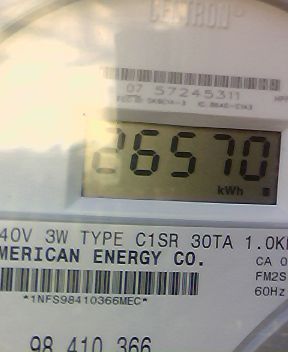 CENTRON®
07 57245311
26570
kWh
40V 3W TYPE C1SR 30TA 1.0K
MERICAN ENERGY CO.
CA 0
FM2S
60Hz
*1NFS98410366MEC*
98 410 366